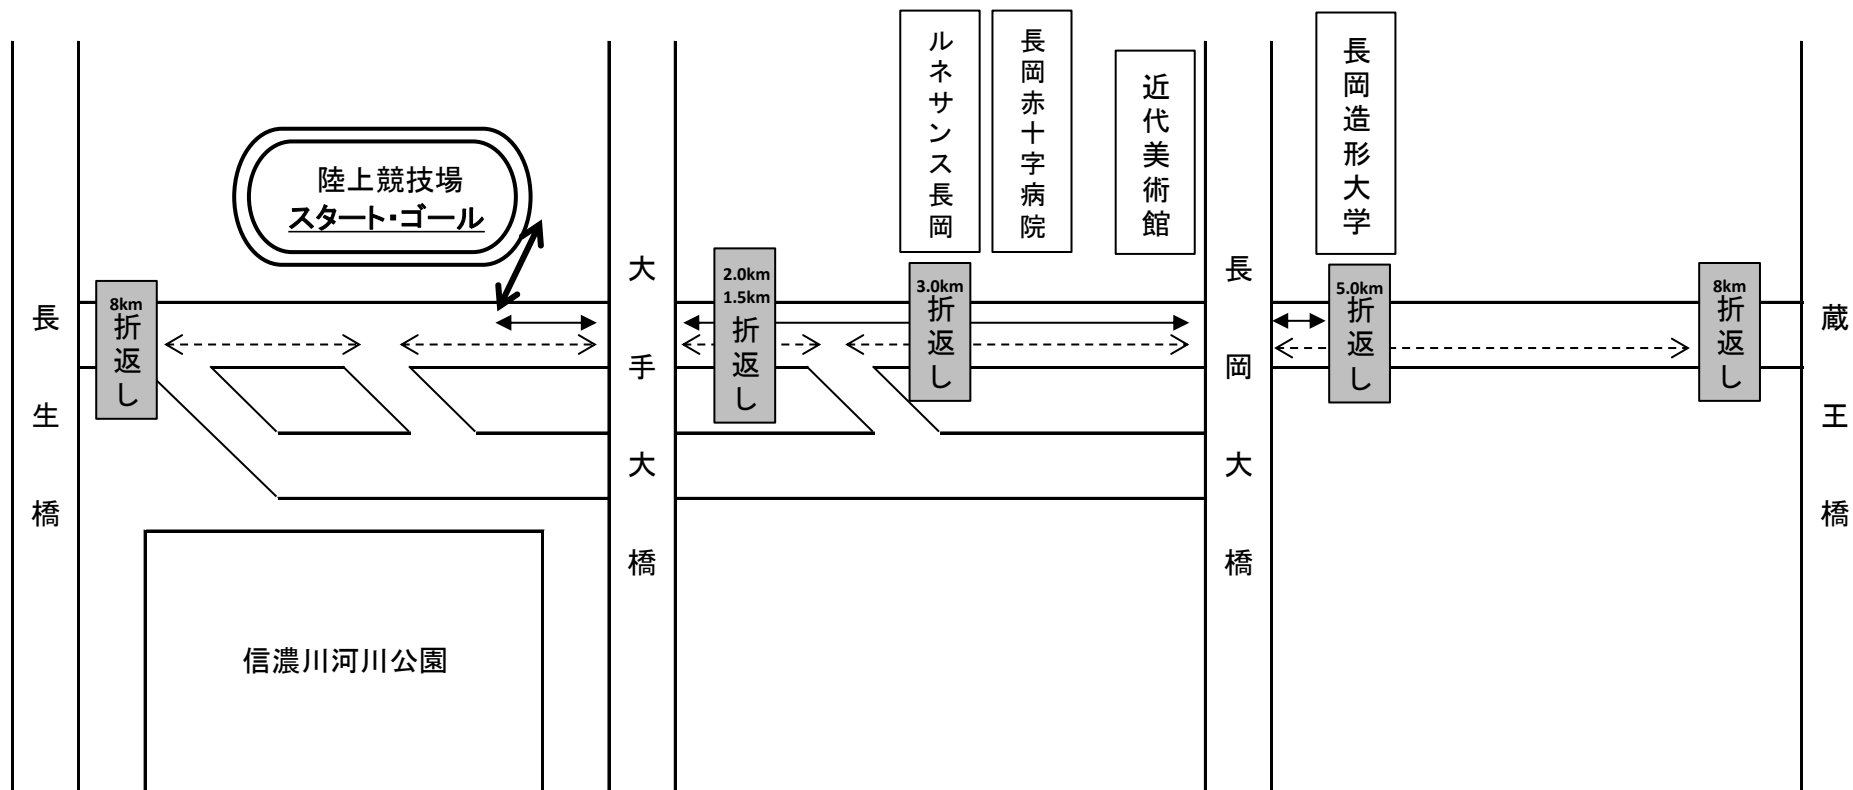 長生橋
8km
折返し
陸上競技場
スタート・ゴール
信濃川河川公園
大手大橋
2.0km
1.5km
折返し
ルネサンス長岡
3.0km
折返し
長岡赤十字病院
近代美術館
長岡大橋
長岡造形大学
5.0km
折返し
8km
折返し
蔵王橋